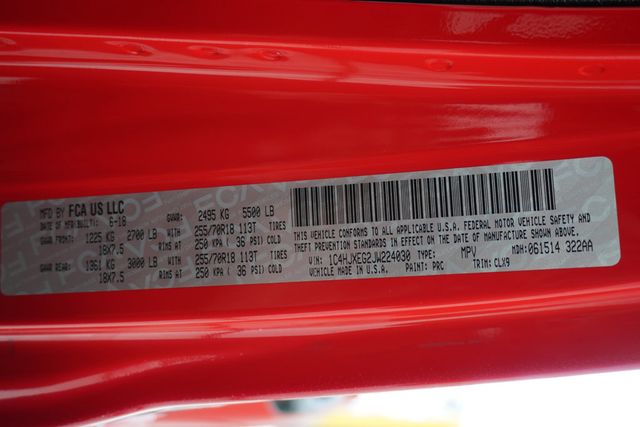 MFD BY FCA US LLC
DATE OF MFR(BUILT): 6-18 GVWR: 2495 KG 5500 LB
GAWR FRONT: 1225 KG 2700 LB WITH 255/70R18 113T TIRES
18X7.5 RIMS AT 250 KPA ( 36 PSI) COLD
GAWR REAR: 1361 KG 3000 LB WITH 255/70R18 113T TIRES
18X7.5 RIMS AT 250 KPA ( 36 PSI) COLD
THIS VEHICLE CONFORMS TO ALL APPLICABLE U.S.A. FEDERAL MOTOR VEHICLE SAFETY AND
THEFT PREVENTION STANDARDS IN EFFECT ON THE DATE OF MANUFACTURE SHOWN ABOVE.
MADE IN U.S.A. MDH: 061514 322AA
VIN: 1C4HJXEG2JW224030 MPV
PAINT: PRC TRIM: CLX9